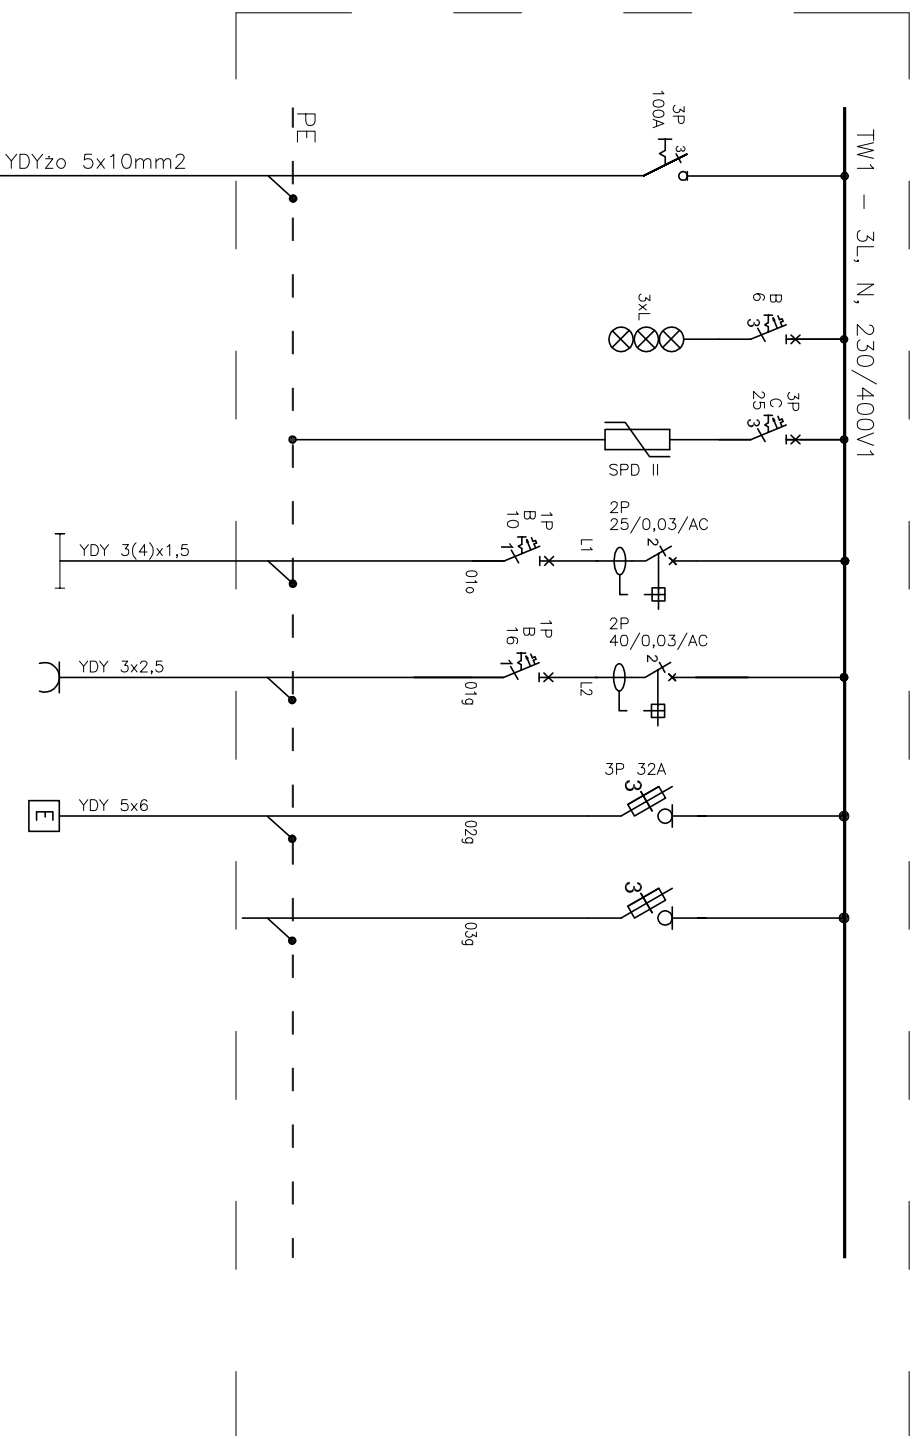 TW1 - 3L, N, 230/400V1
PE
YDYżo 5x10mm2
3P
100A
3
B
6
3
3xL
3P
C
25
3
SPD II
2P
25/0,03/AC
2
L1
1P
B
10
1
01o
YDY 3(4)x1,5
2P
40/0,03/AC
2
L2
1P
B
16
1
01g
YDY 3x2,5
3P 32A
3
02g
YDY 5x6
E
3
03g